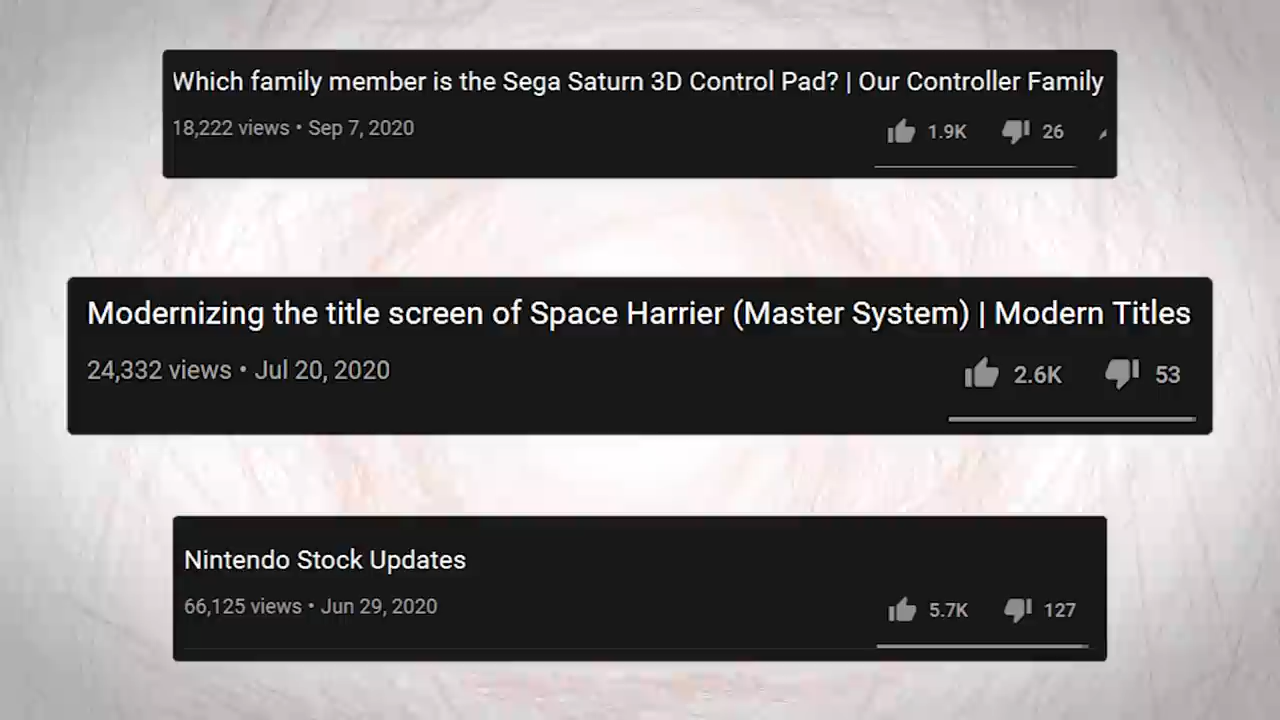 Which family member is the Sega Saturn 3D Control Pad? | Our Controller Family
18,222 views • Sep 7, 2020 1.9K 26
Modernizing the title screen of Space Harrier (Master System) | Modern Titles
24,332 views • Jul 20, 2020 2.6K 53
Nintendo Stock Updates
66,125 views • Jun 29, 2020 5.7K 127